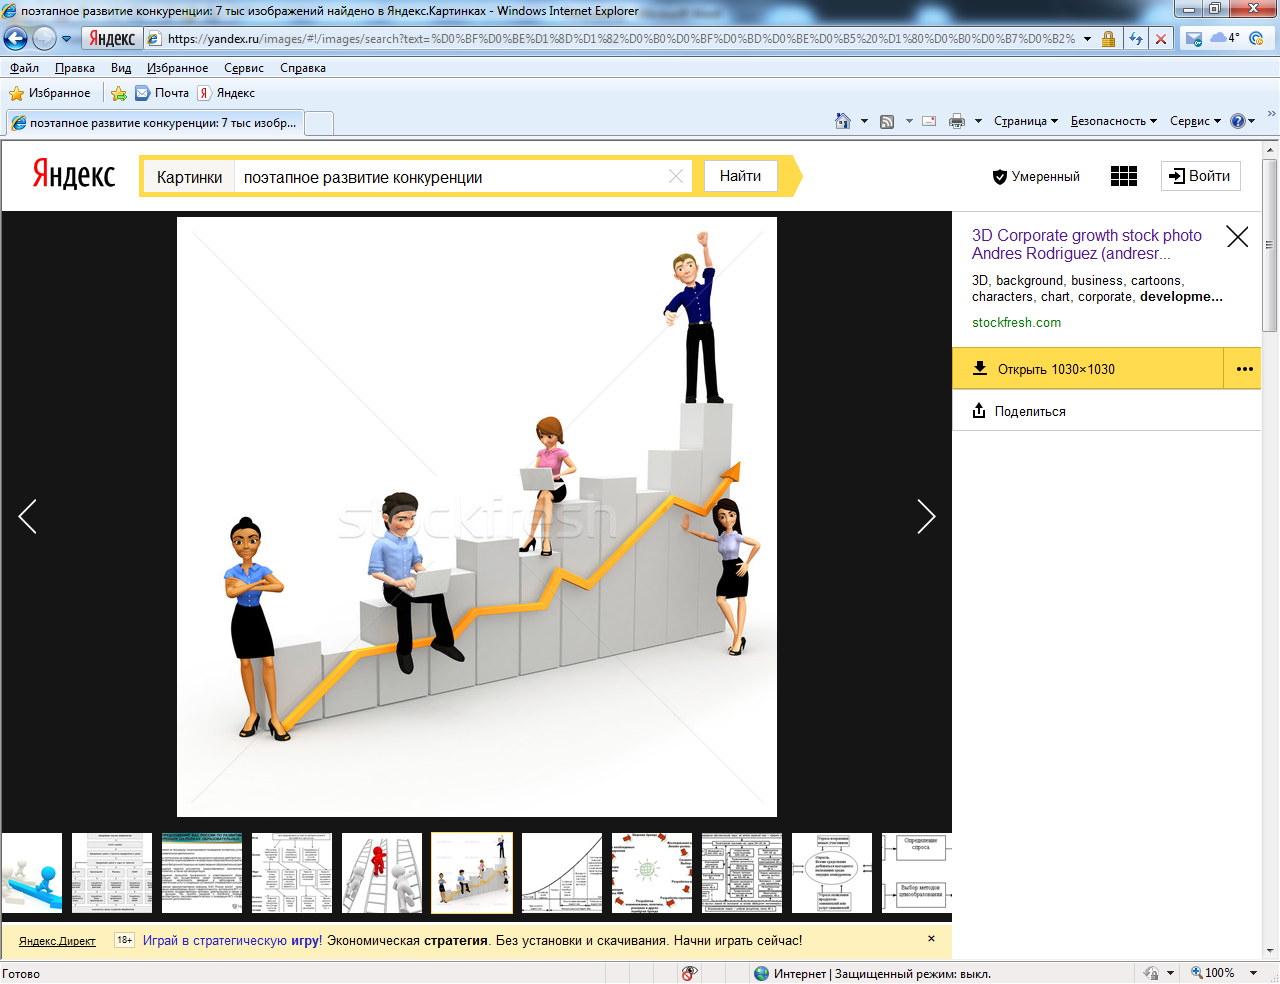 поэтапное развитие конкуренции: 7 тыс изображений найдено в Яндекс.Картинках - Windows Internet Explorer
Яндекс
https://yandex.ru/images/#!/images/search?text=%D0%BF%D0%BE%D1%8D%D1%82%D0%B0%D0%BF%D0%BD%D0%BE%D0%B5%20%D1%80%D0%B0%D0%B7%D0%B2%
4°
Файл Правка Вид Избранное Сервис Справка
Избранное Почта Яндекс
поэтапное развитие конкуренции: 7 тыс изобр...
Страница Безопасность Сервис
Яндекс Картинки поэтапное развитие конкуренции Найти Умеренный Войти
3D Corporate growth stock photo
Andres Rodriguez (andresr...
3D, background, business, cartoons,
characters, chart, corporate, developme...
stockfresh.com
Открыть 1030×1030
Поделиться
stockfresh
Определение
спроса
Выбор методов
ценообразования
Яндекс.Директ 18+ Играй в стратегическую игру! Экономическая стратегия. Без установки и скачивания. Начни играть сейчас!
Готово Интернет | Защищенный режим: выкл. 100%